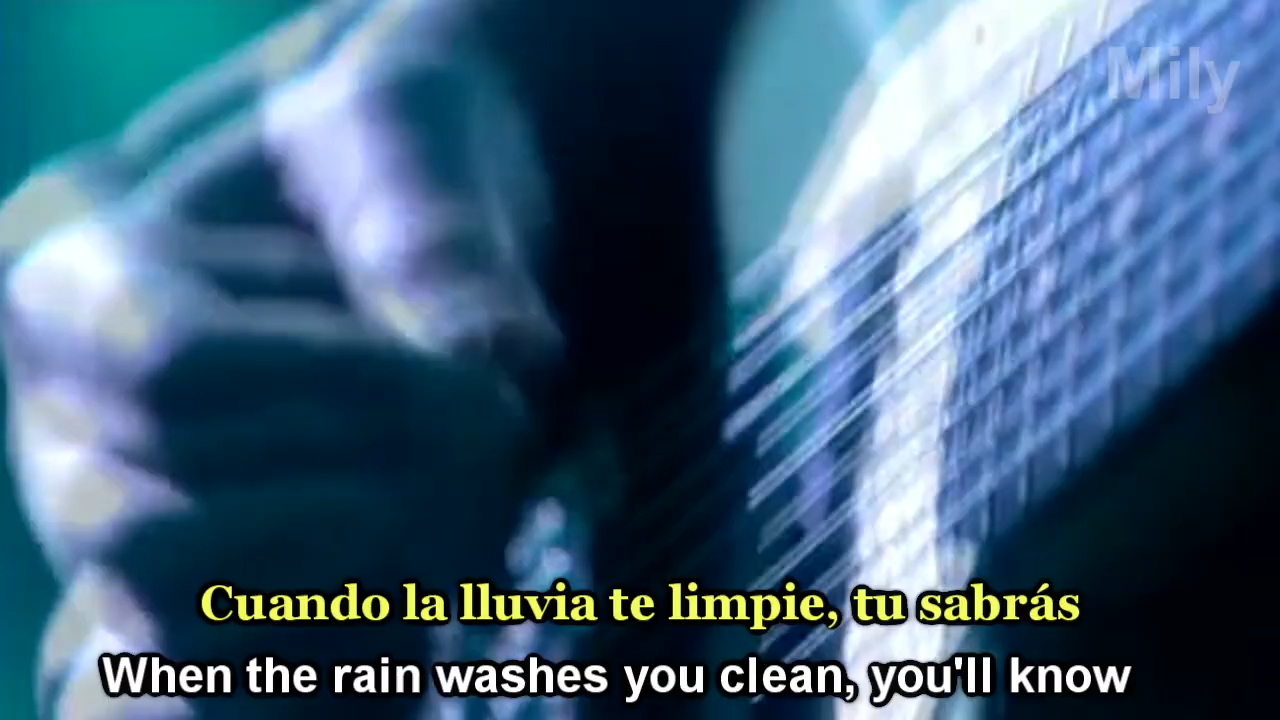 Mily
Cuando la lluvia te limpie, tu sabrás
When the rain washes you clean, you'll know